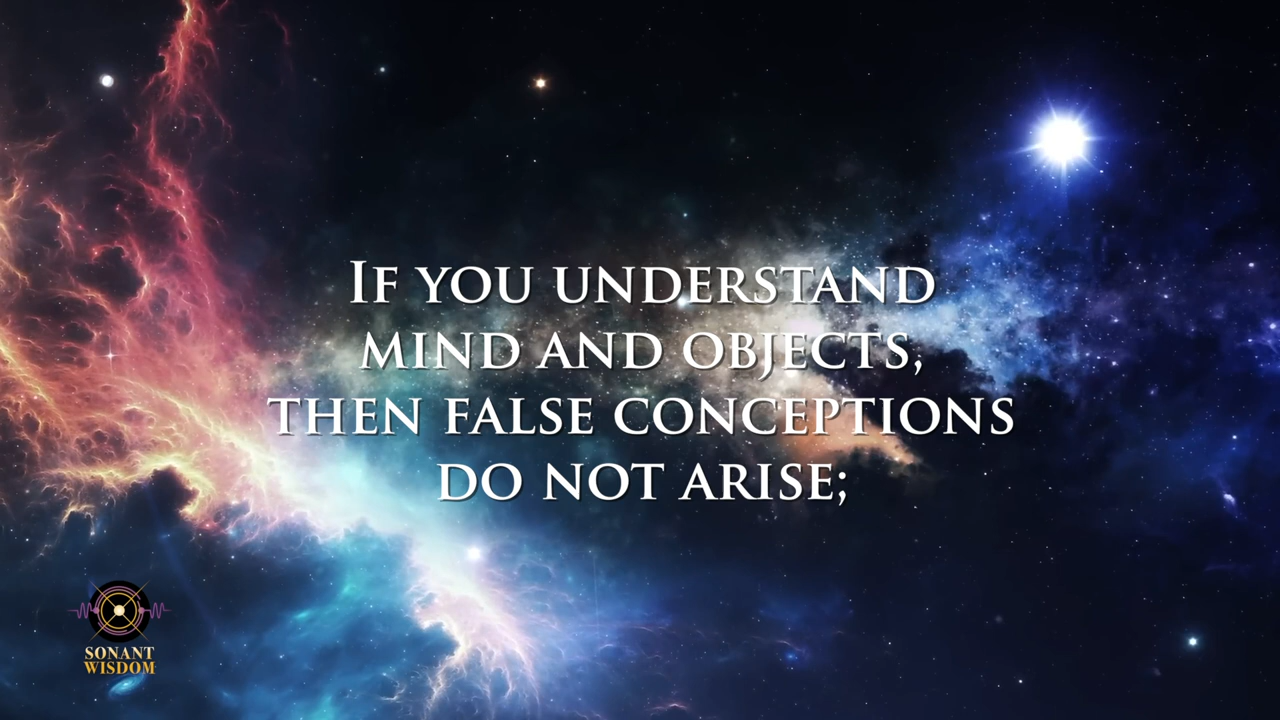 If you understand
mind and objects,
then false conceptions
do not arise;
SONANT
WISDOM